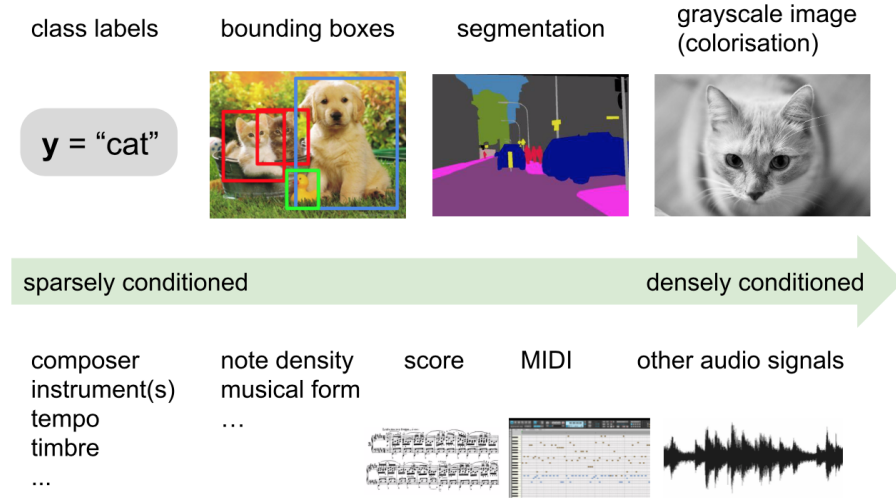 class labels
bounding boxes
segmentation
grayscale image
(colorisation)
y = “cat”
sparsely conditioned
densely conditioned
composer
instrument(s)
tempo
timbre
...
note density
musical form
…
score
MIDI
other audio signals